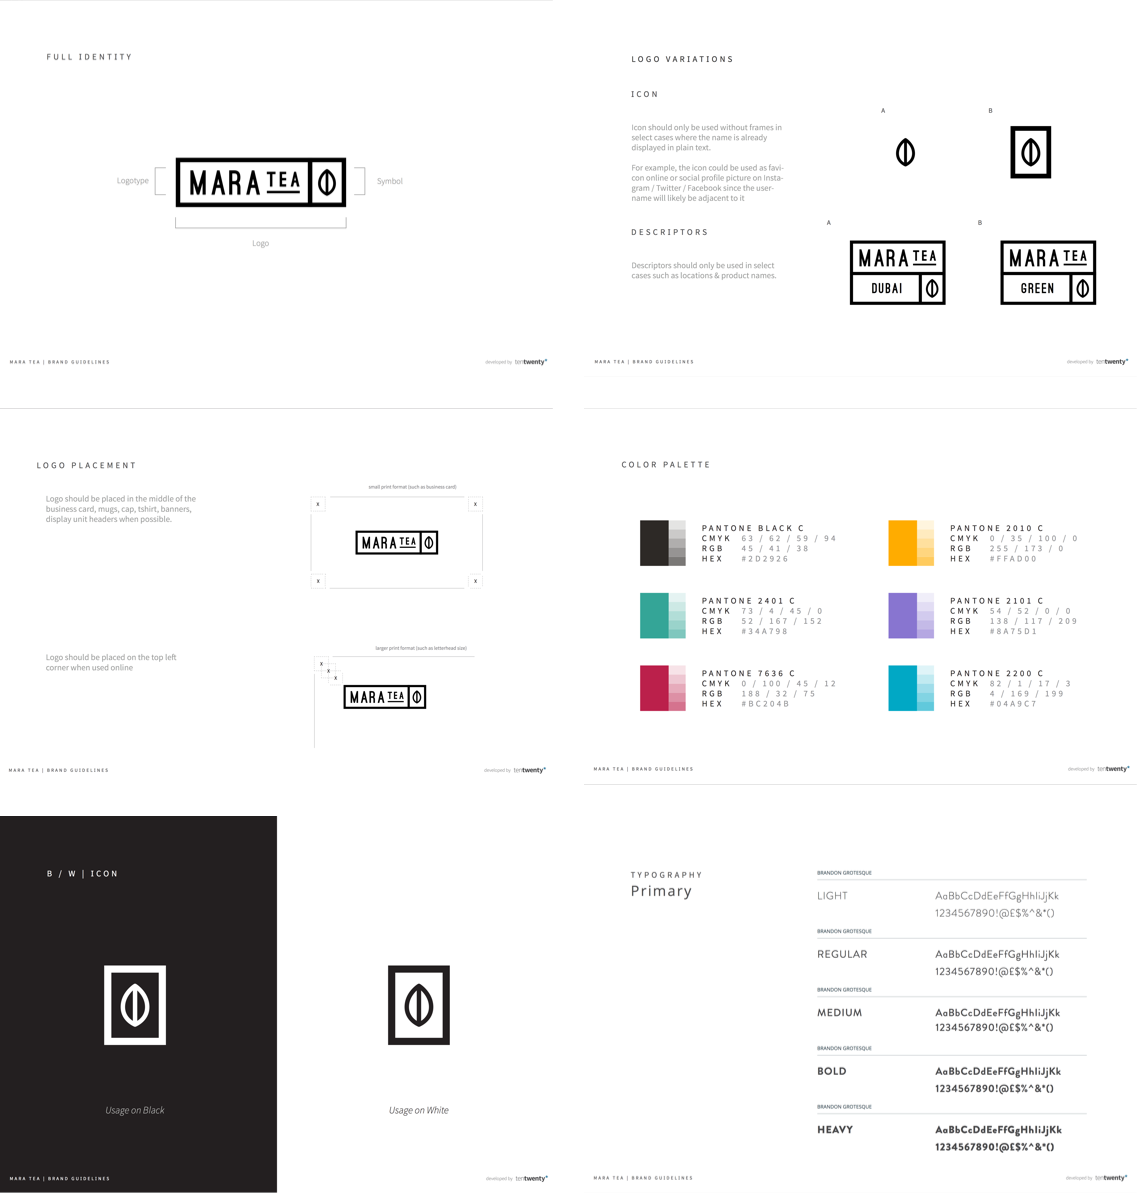 FULL IDENTITY
Logotype
MARA TEA
Symbol
Logo
MARA TEA | BRAND GUIDELINES
developed by tentwenty
LOGO VARIATIONS
ICON
A
B
Icon should only be used without frames in
select cases where the name is already
displayed in plain text.
For example, the icon could be used as favi-
con online or social profile picture on Insta-
gram / Twitter / Facebook since the user-
name will likely be adjacent to it
DESCRIPTORS
A
B
Descriptors should only be used in select
cases such as locations & product names.
MARA TEA
DUBAI
MARA TEA
GREEN
MARA TEA | BRAND GUIDELINES
developed by tentwenty
LOGO PLACEMENT
Logo should be placed in the middle of the
business card, mugs, cap, tshirt, banners,
display unit headers when possible.
small print format (such as business card)
X
X
MARA TEA
X
X
Logo should be placed on the top left
corner when used online
larger print format (such as letterhead size)
X
X
X
MARA TEA
MARA TEA | BRAND GUIDELINES
developed by tentwenty
COLOR PALETTE
PANTONE BLACK C
CMYK 63 / 62 / 59 / 94
RGB 45 / 41 / 38
HEX #2D2926
PANTONE 2010 C
CMYK 0 / 35 / 100 / 0
RGB 255 / 173 / 0
HEX #FFAD00
PANTONE 2401 C
CMYK 73 / 4 / 45 / 0
RGB 52 / 167 / 152
HEX #34A798
PANTONE 2101 C
CMYK 54 / 52 / 0 / 0
RGB 138 / 117 / 209
HEX #8A75D1
PANTONE 7636 C
CMYK 0 / 100 / 45 / 12
RGB 188 / 32 / 75
HEX #BC204B
PANTONE 2200 C
CMYK 82 / 1 / 17 / 3
RGB 4 / 169 / 199
HEX #04A9C7
MARA TEA | BRAND GUIDELINES
developed by tentwenty
B / W | ICON
Usage on Black
Usage on White
MARA TEA | BRAND GUIDELINES
developed by tentwenty
TYPOGRAPHY
Primary
BRANDON GROTESQUE
LIGHT
AaBbCcDdEeFfGgHhIiJjKk
1234567890!@£$%^&*()
BRANDON GROTESQUE
REGULAR
AaBbCcDdEeFfGgHhIiJjKk
1234567890!@£$%^&*()
BRANDON GROTESQUE
MEDIUM
AaBbCcDdEeFfGgHhIiJjKk
1234567890!@£$%^&*()
BRANDON GROTESQUE
BOLD
AaBbCcDdEeFfGgHhIiJjKk
1234567890!@£$%^&*()
BRANDON GROTESQUE
HEAVY
AaBbCcDdEeFfGgHhIiJjKk
1234567890!@£$%^&*()
MARA TEA | BRAND GUIDELINES
developed by tentwenty